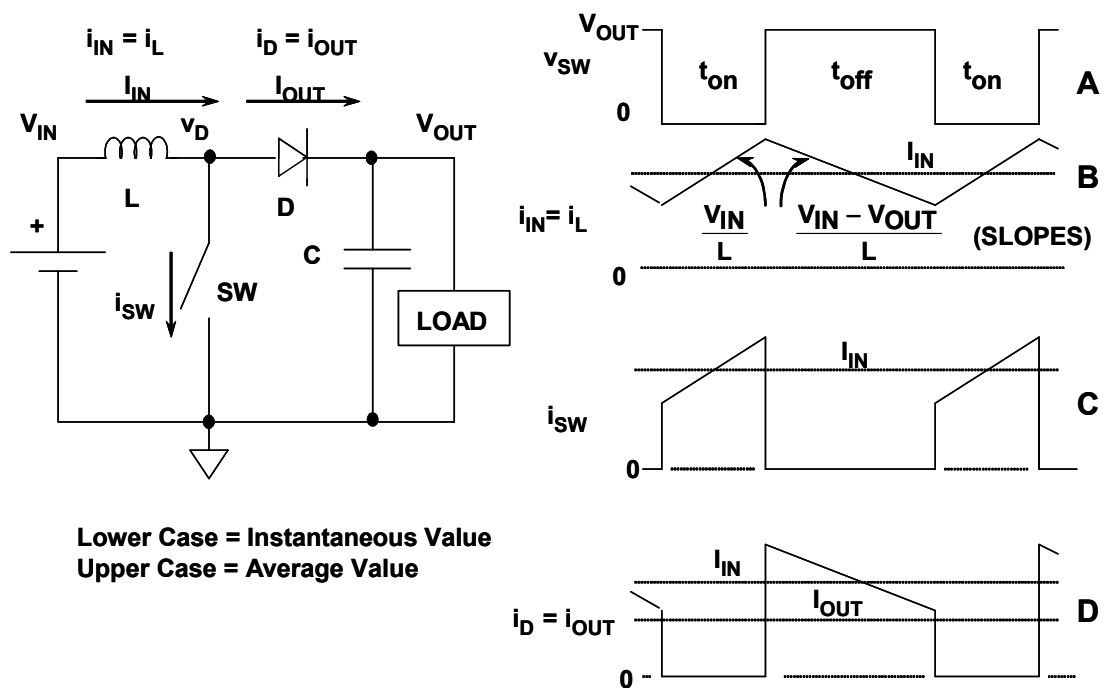 i_IN = i_L
i_D = i_OUT
I_IN
I_OUT
V_IN
v_D
V_OUT
L
D
+
C
i_SW
SW
LOAD
Lower Case = Instantaneous Value
Upper Case = Average Value
V_OUT
v_SW
t_on
t_off
t_on
A
0
I_IN
B
i_IN = i_L
V_IN
L
V_IN – V_OUT
L
(SLOPES)
0
I_IN
C
i_SW
0
I_IN
I_OUT
D
i_D = i_OUT
0